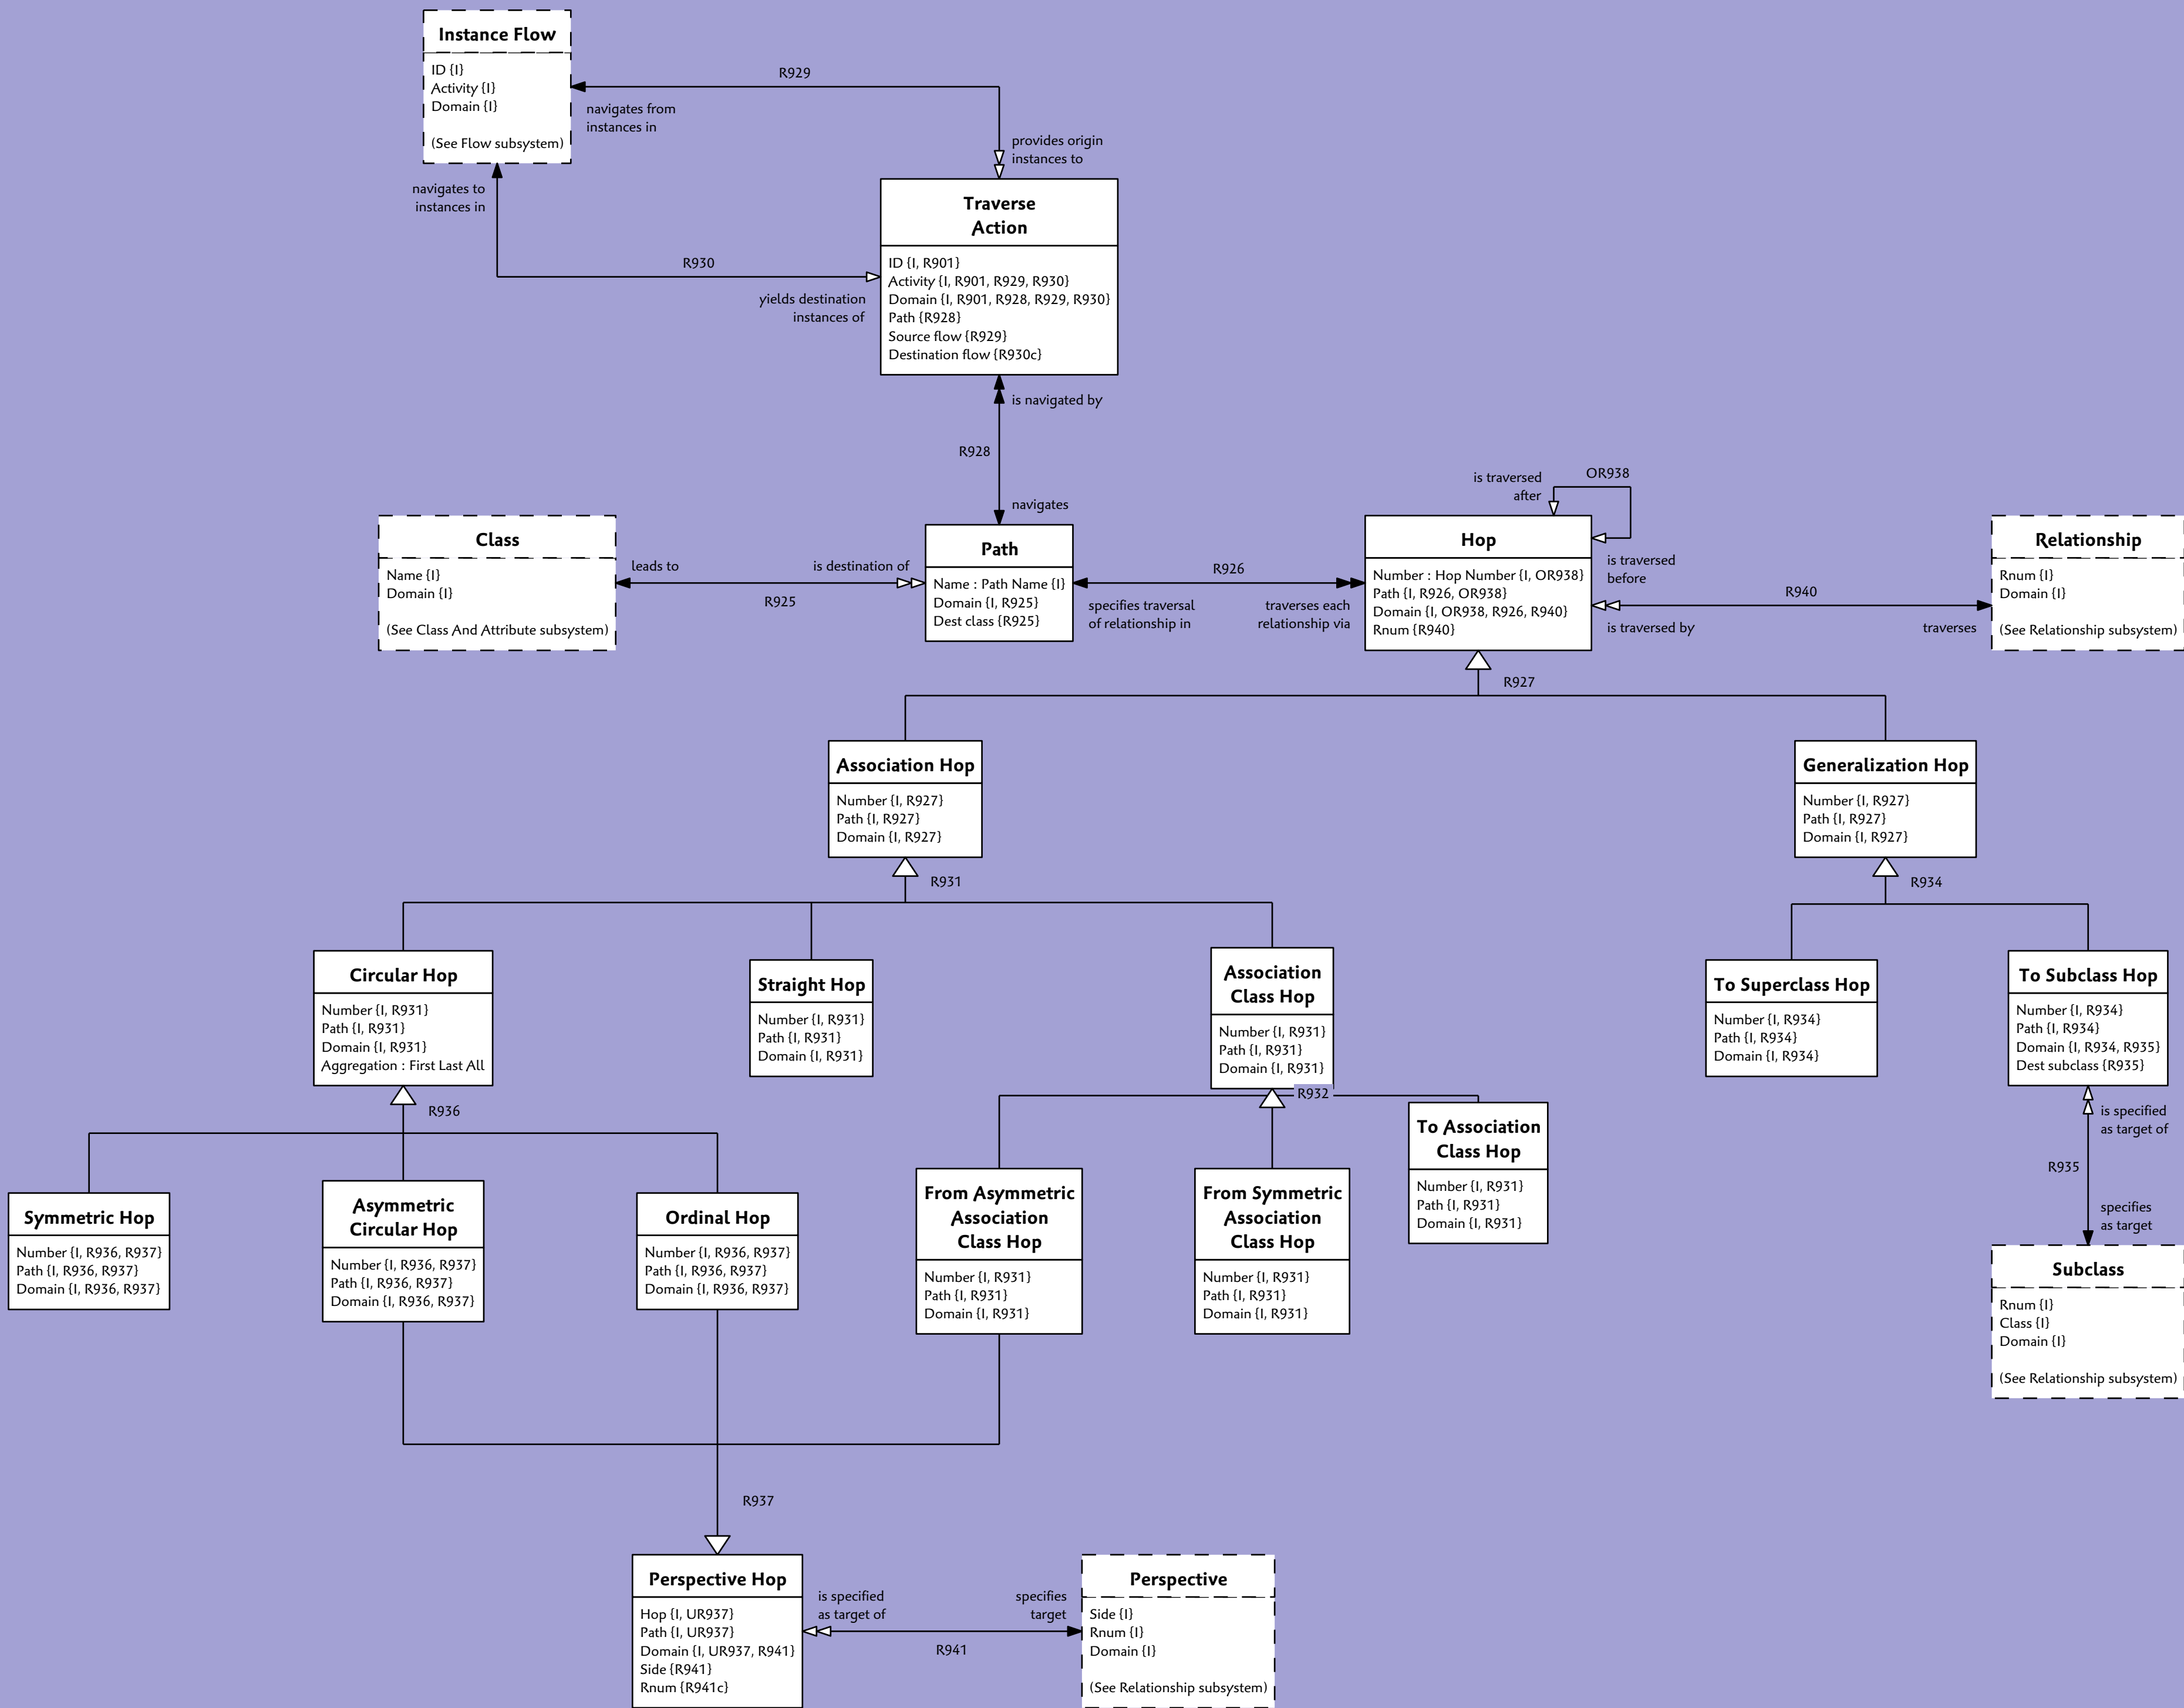 Instance Flow
ID {I}
Activity {I}
Domain {I}
(See Flow subsystem)
R929
navigates from
instances in
provides origin
instances to
navigates to
instances in
R930
yields destination
instances of
Traverse
Action
ID {I, R901}
Activity {I, R901, R929, R930}
Domain {I, R901, R928, R929, R930}
Path {R928}
Source flow {R929}
Destination flow {R930c}
is navigated by
R928
navigates
Class
Name {I}
Domain {I}
(See Class And Attribute subsystem)
leads to
is destination of
R925
Path
Name : Path Name {I}
Domain {I, R925}
Dest class {R925}
R926
specifies traversal
of relationship in
traverses each
relationship via
is traversed
after
OR938
Hop
Number : Hop Number {I, OR938}
Path {I, R926, OR938}
Domain {I, OR938, R926, R940}
Rnum {R940}
is traversed
before
R940
is traversed by
traverses
Relationship
Rnum {I}
Domain {I}
(See Relationship subsystem)
R927
Association Hop
Number {I, R927}
Path {I, R927}
Domain {I, R927}
Generalization Hop
Number {I, R927}
Path {I, R927}
Domain {I, R927}
R931
R934
Circular Hop
Number {I, R931}
Path {I, R931}
Domain {I, R931}
Aggregation : First Last All
Straight Hop
Number {I, R931}
Path {I, R931}
Domain {I, R931}
Association
Class Hop
Number {I, R931}
Path {I, R931}
Domain {I, R931}
To Superclass Hop
Number {I, R934}
Path {I, R934}
Domain {I, R934}
To Subclass Hop
Number {I, R934}
Path {I, R934}
Domain {I, R934, R935}
Dest subclass {R935}
R936
R932
is specified
as target of
R935
specifies
as target
Symmetric Hop
Number {I, R936, R937}
Path {I, R936, R937}
Domain {I, R936, R937}
Asymmetric
Circular Hop
Number {I, R936, R937}
Path {I, R936, R937}
Domain {I, R936, R937}
Ordinal Hop
Number {I, R936, R937}
Path {I, R936, R937}
Domain {I, R936, R937}
From Asymmetric
Association
Class Hop
Number {I, R931}
Path {I, R931}
Domain {I, R931}
From Symmetric
Association
Class Hop
Number {I, R931}
Path {I, R931}
Domain {I, R931}
To Association
Class Hop
Number {I, R931}
Path {I, R931}
Domain {I, R931}
Subclass
Rnum {I}
Class {I}
Domain {I}
(See Relationship subsystem)
R937
Perspective Hop
Hop {I, UR937}
Path {I, UR937}
Domain {I, UR937, R941}
Side {R941}
Rnum {R941c}
is specified
as target of
specifies
target
R941
Perspective
Side {I}
Rnum {I}
Domain {I}
(See Relationship subsystem)